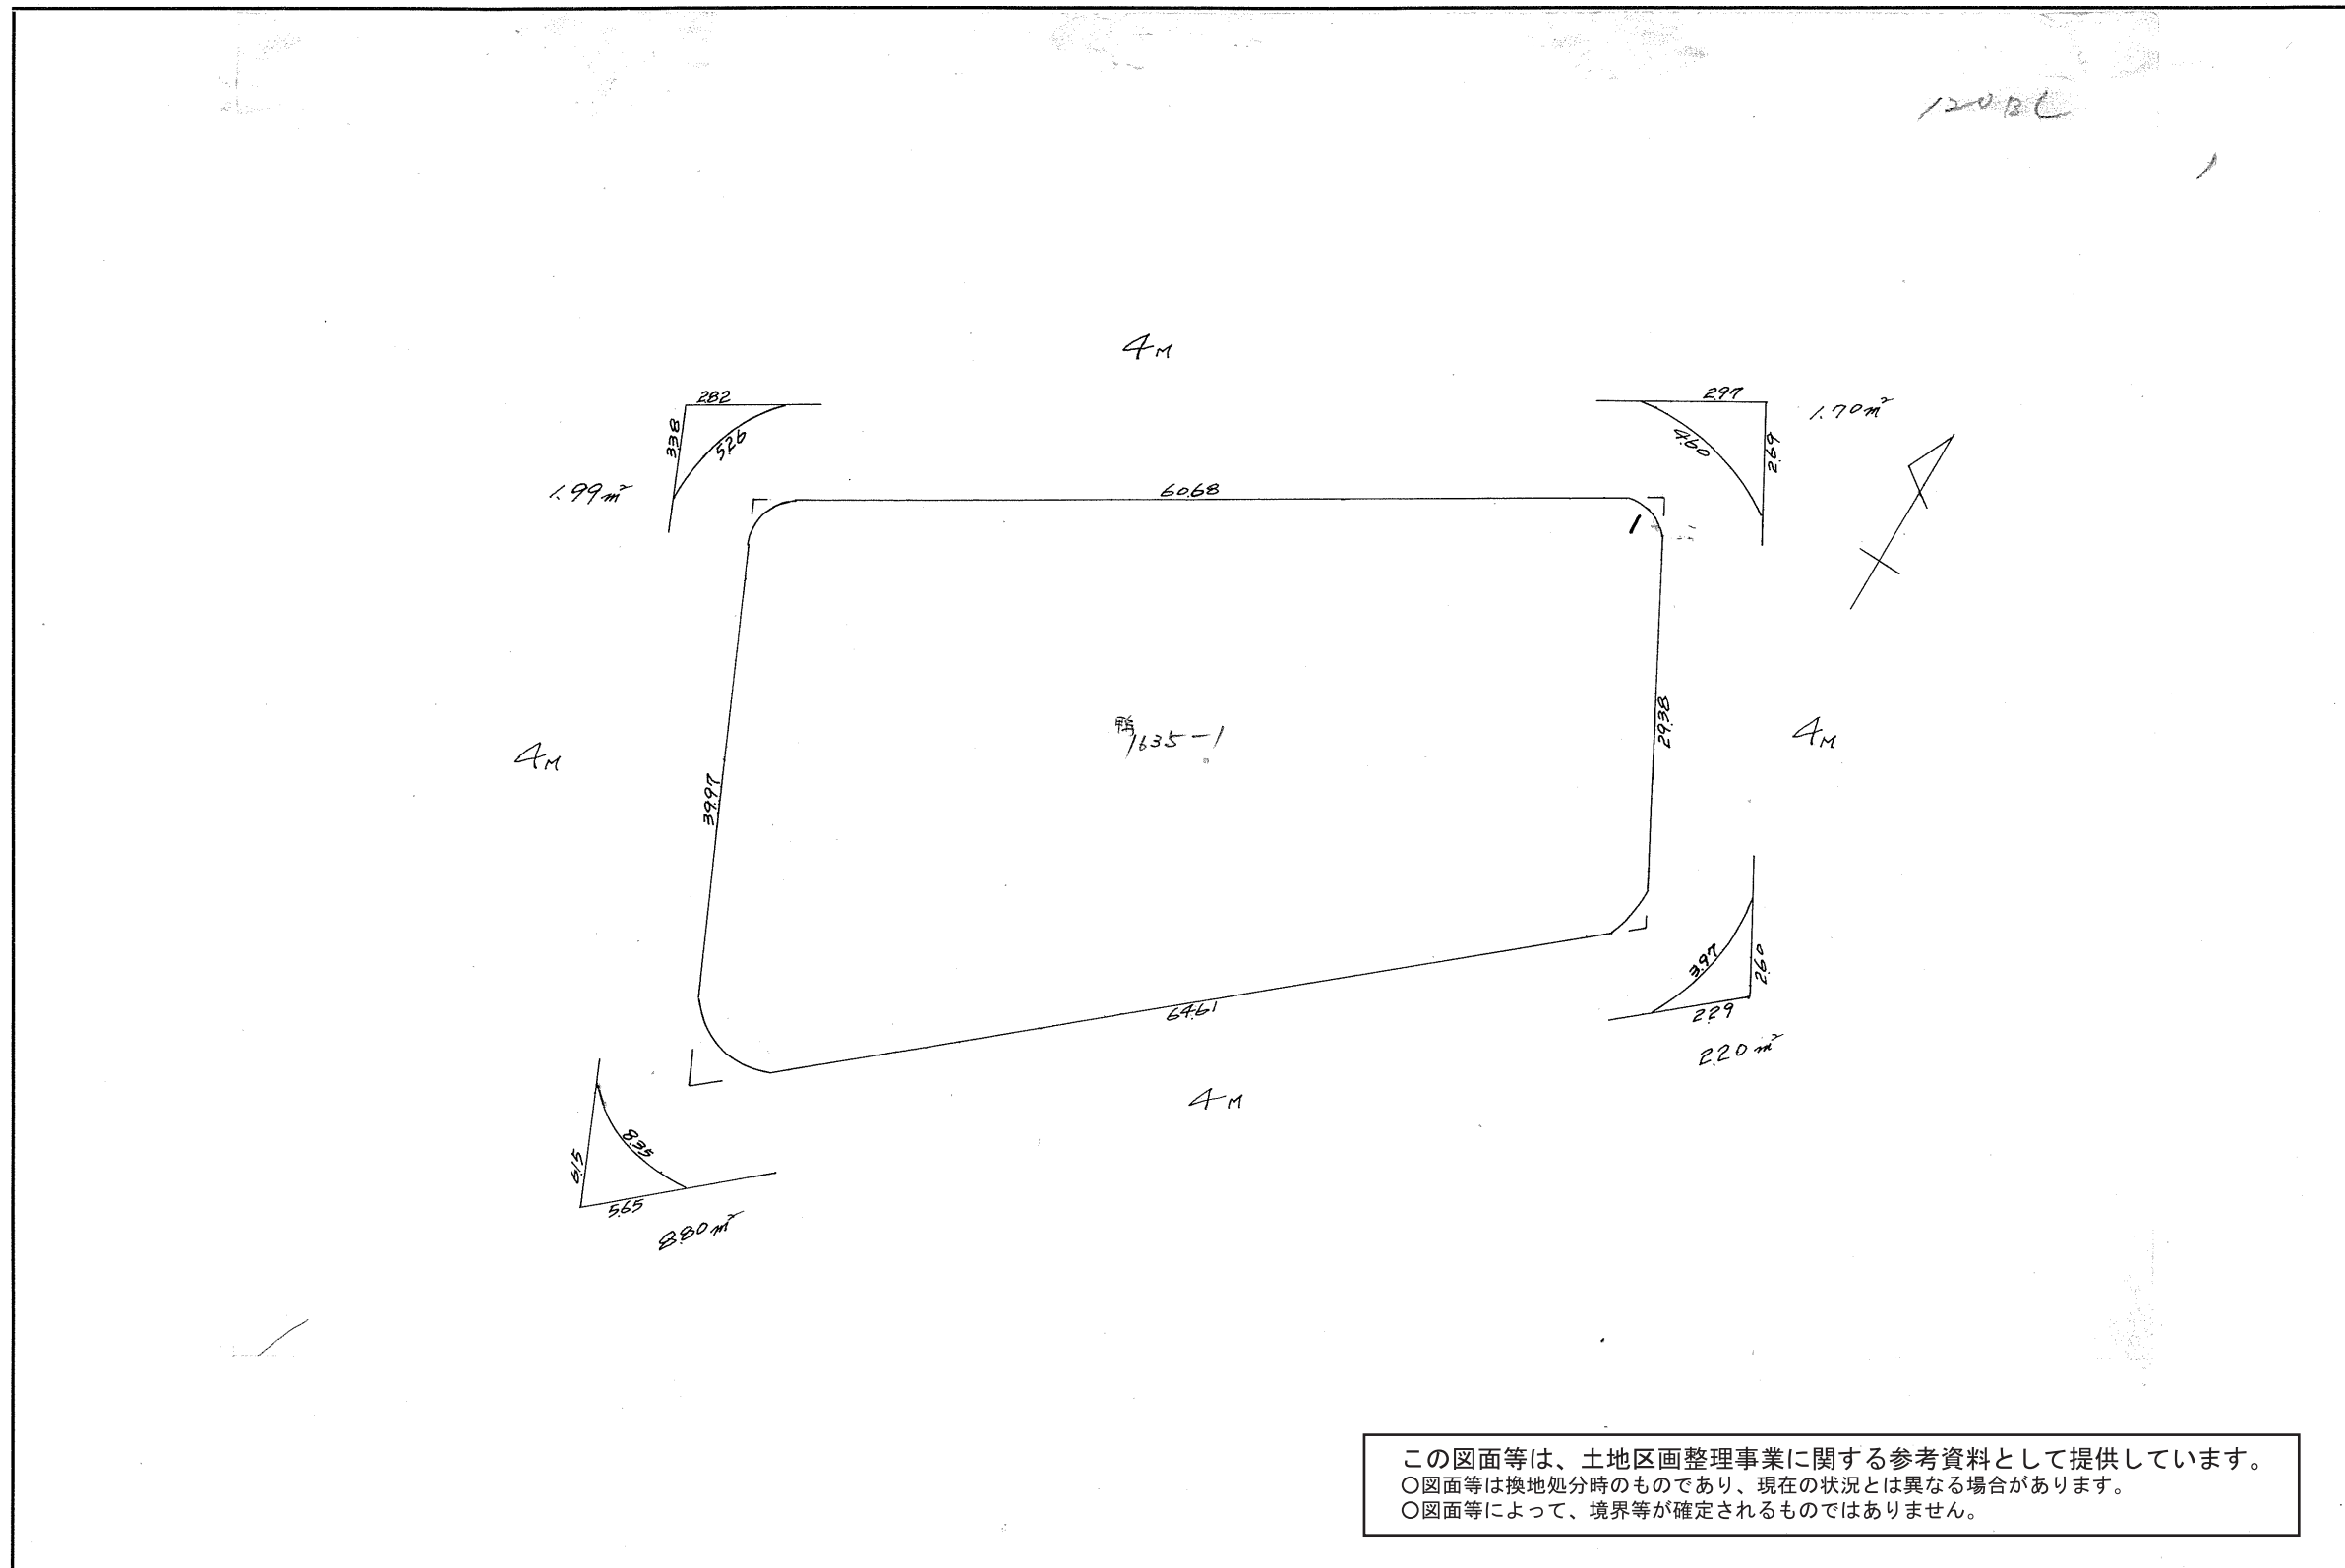 120BL
4M
2.82
3.38
5.26
1.99㎡
2.97
4.60
2.69
1.70㎡
60.68
1
鴨
1635-1
39.97
29.38
4M
4M
64.61
3.97
2.60
2.29
2.20㎡
4M
6.15
8.35
5.65
8.80㎡
この図面等は、土地区画整理事業に関する参考資料として提供しています。
○図面等は換地処分時のものであり、現在の状況とは異なる場合があります。
○図面等によって、境界等が確定されるものではありません。